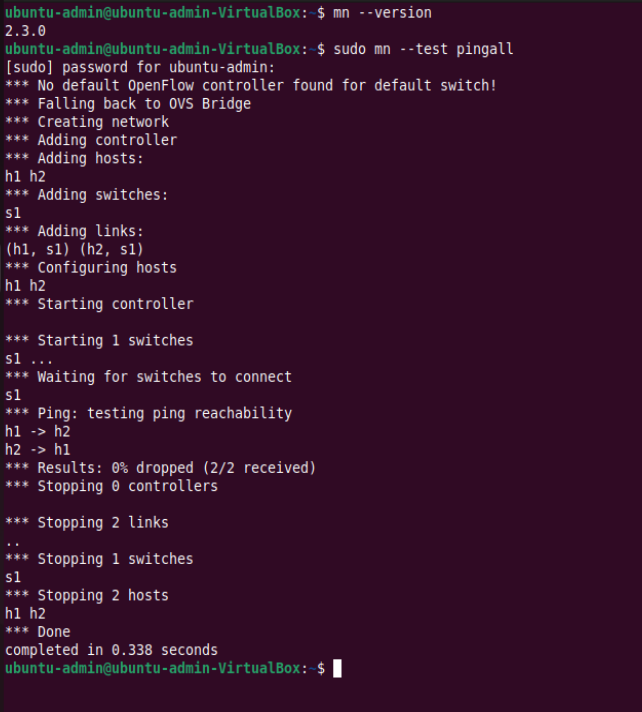 ubuntu-admin@ubuntu-admin-VirtualBox:~$ mn --version
2.3.0
ubuntu-admin@ubuntu-admin-VirtualBox:~$ sudo mn --test pingall
[sudo] password for ubuntu-admin:
*** No default OpenFlow controller found for default switch!
*** Falling back to OVS Bridge
*** Creating network
*** Adding controller
*** Adding hosts:
h1 h2
*** Adding switches:
s1
*** Adding links:
(h1, s1) (h2, s1)
*** Configuring hosts
h1 h2
*** Starting controller

*** Starting 1 switches
s1 ...
*** Waiting for switches to connect
s1
*** Ping: testing ping reachability
h1 -> h2
h2 -> h1
*** Results: 0% dropped (2/2 received)
*** Stopping 0 controllers

*** Stopping 2 links
..
*** Stopping 1 switches
s1
*** Stopping 2 hosts
h1 h2
*** Done
completed in 0.338 seconds
ubuntu-admin@ubuntu-admin-VirtualBox:~$